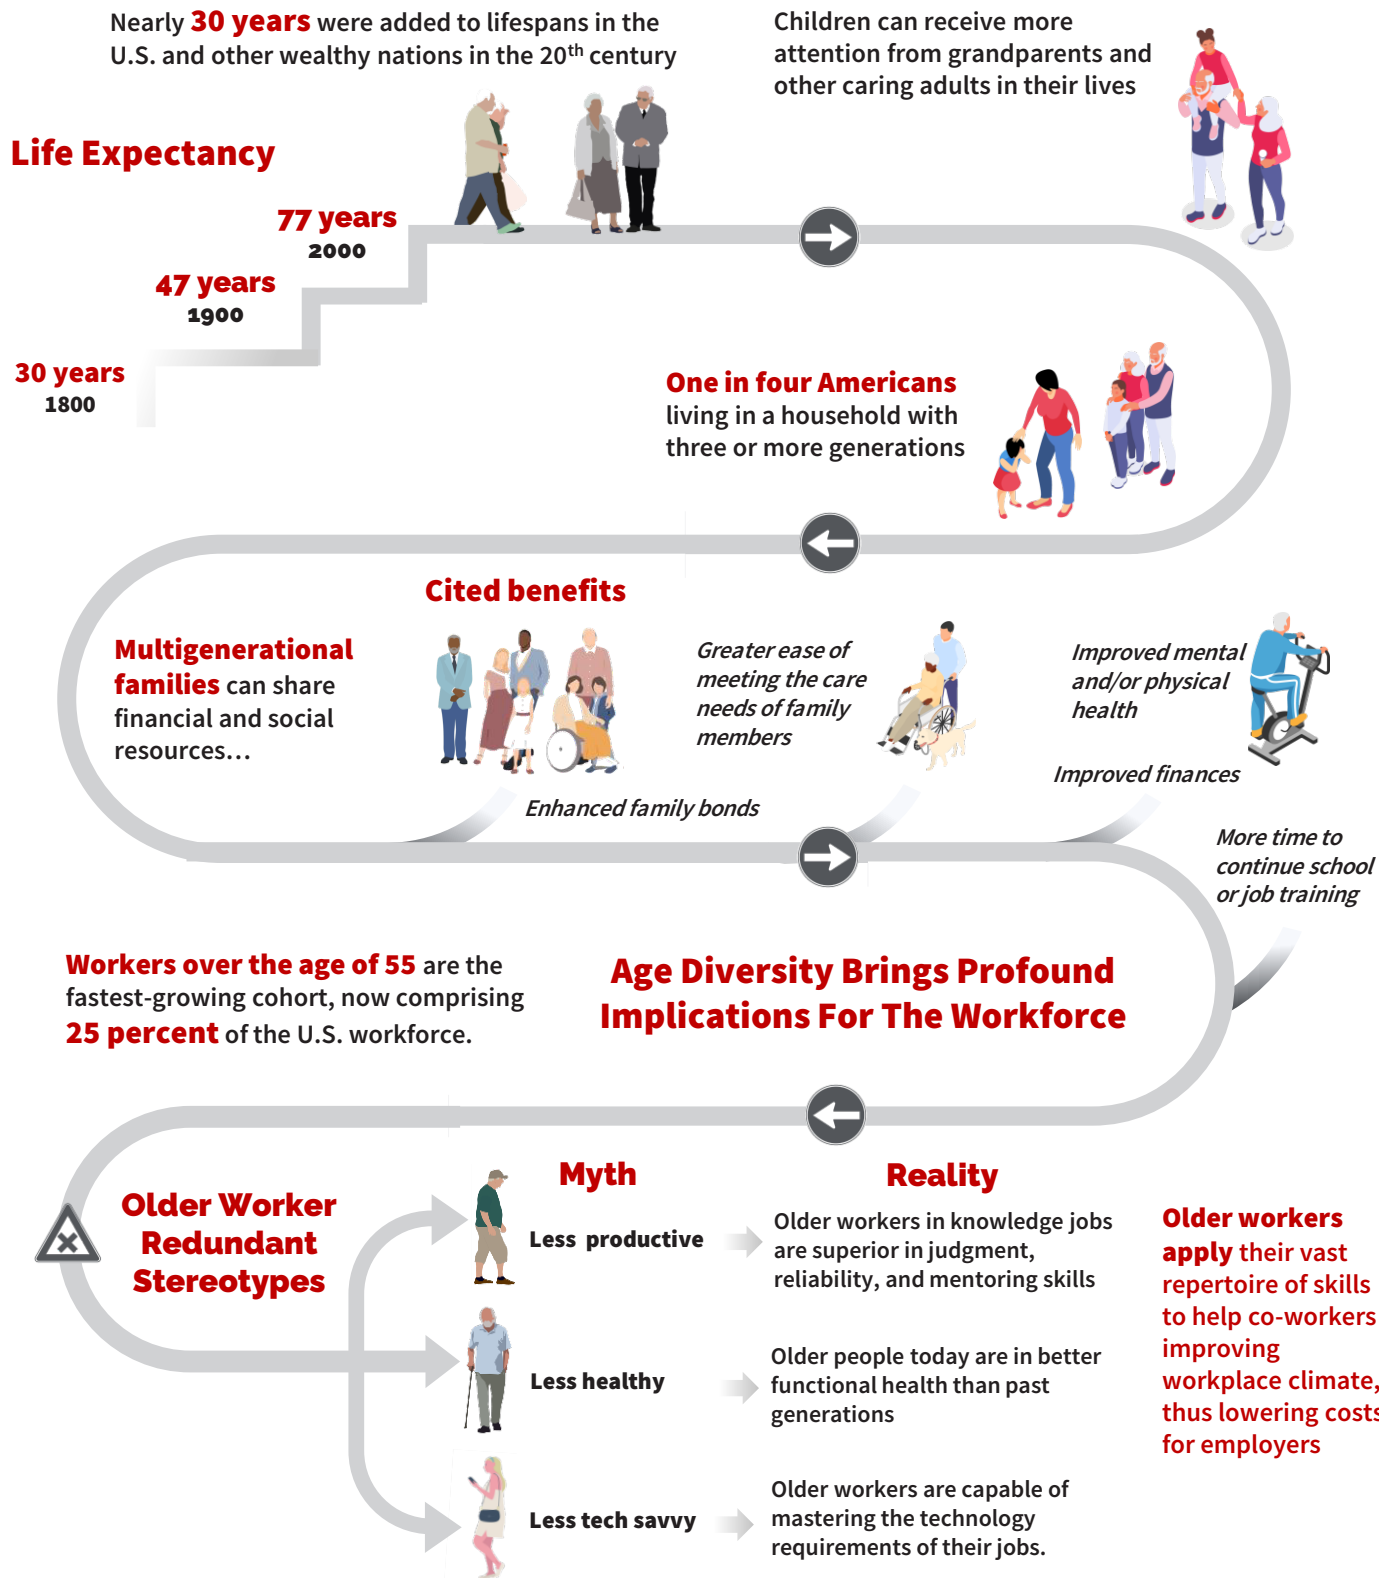 Nearly 30 years were added to lifespans in the
U.S. and other wealthy nations in the 20th century
Children can receive more
attention from grandparents and
other caring adults in their lives
Life Expectancy
77 years
2000
47 years
1900
30 years
1800
One in four Americans
living in a household with
three or more generations
Cited benefits
Multigenerational
families can share
financial and social
resources...
Enhanced family bonds
Greater ease of
meeting the care
needs of family
members
Improved mental
and/or physical
health
Improved finances
More time to
continue school
or job training
Workers over the age of 55 are the
fastest-growing cohort, now comprising
25 percent of the U.S. workforce.
Age Diversity Brings Profound
Implications For The Workforce
Older Worker
Redundant
Stereotypes
Myth
Reality
Less productive
Older workers in knowledge jobs
are superior in judgment,
reliability, and mentoring skills
Less healthy
Older people today are in better
functional health than past
generations
Less tech savvy
Older workers are capable of
mastering the technology
requirements of their jobs.
Older workers
apply their vast
repertoire of skills
to help co-workers
improving
workplace climate,
thus lowering costs
for employers